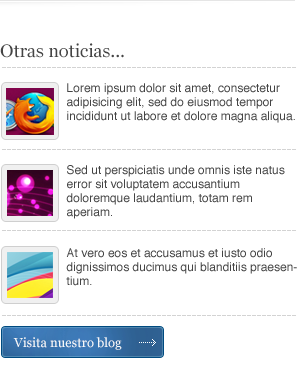 Otras noticias...
Lorem ipsum dolor sit amet, consectetur
adipisicing elit, sed do eiusmod tempor
incididunt ut labore et dolore magna aliqua.
Sed ut perspiciatis unde omnis iste natus
error sit voluptatem accusantium
doloremque laudantium, totam rem
aperiam.
At vero eos et accusamus et iusto odio
dignissimos ducimus qui blanditiis praesen-
tium.
Visita nuestro blog